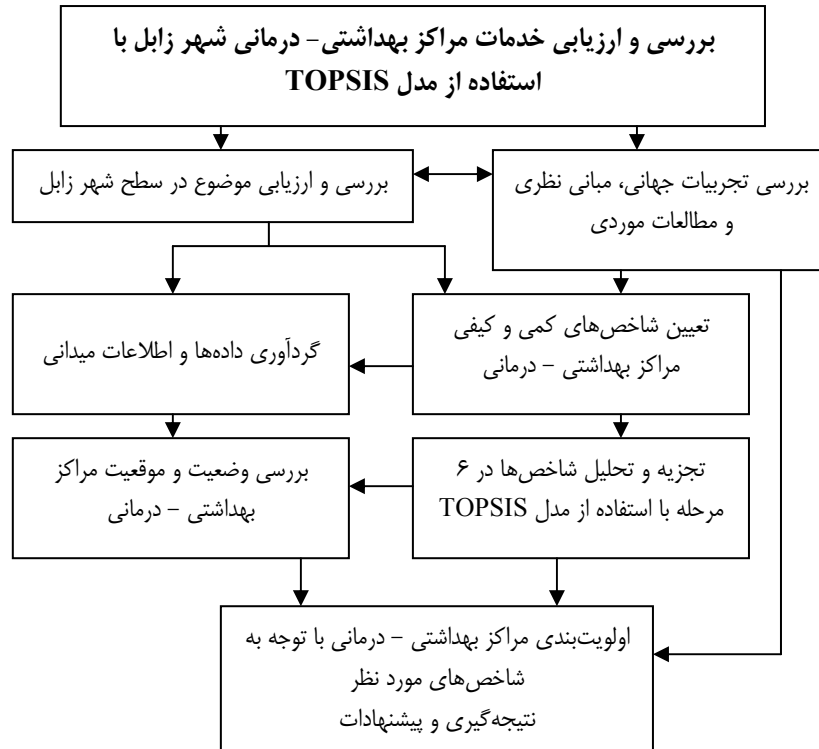 بررسی و ارزیابی خدمات مراکز بهداشتی– درمانی شهر زابل با
استفاده از مدل TOPSIS
بررسی تجربیات جهانی، مبانی نظری
و مطالعات موردی
بررسی و ارزیابی موضوع در سطح شهر زابل
تعیین شاخص‌های کمی و کیفی
مراکز بهداشتی – درمانی
گردآوری داده‌ها و اطلاعات میدانی
تجزیه و تحلیل شاخص‌ها در ۶
مرحله با استفاده از مدل TOPSIS
بررسی وضعیت و موقعیت مراکز
بهداشتی – درمانی
اولویت‌بندی مراکز بهداشتی – درمانی با توجه به
شاخص‌های مورد نظر
نتیجه‌گیری و پیشنهادات